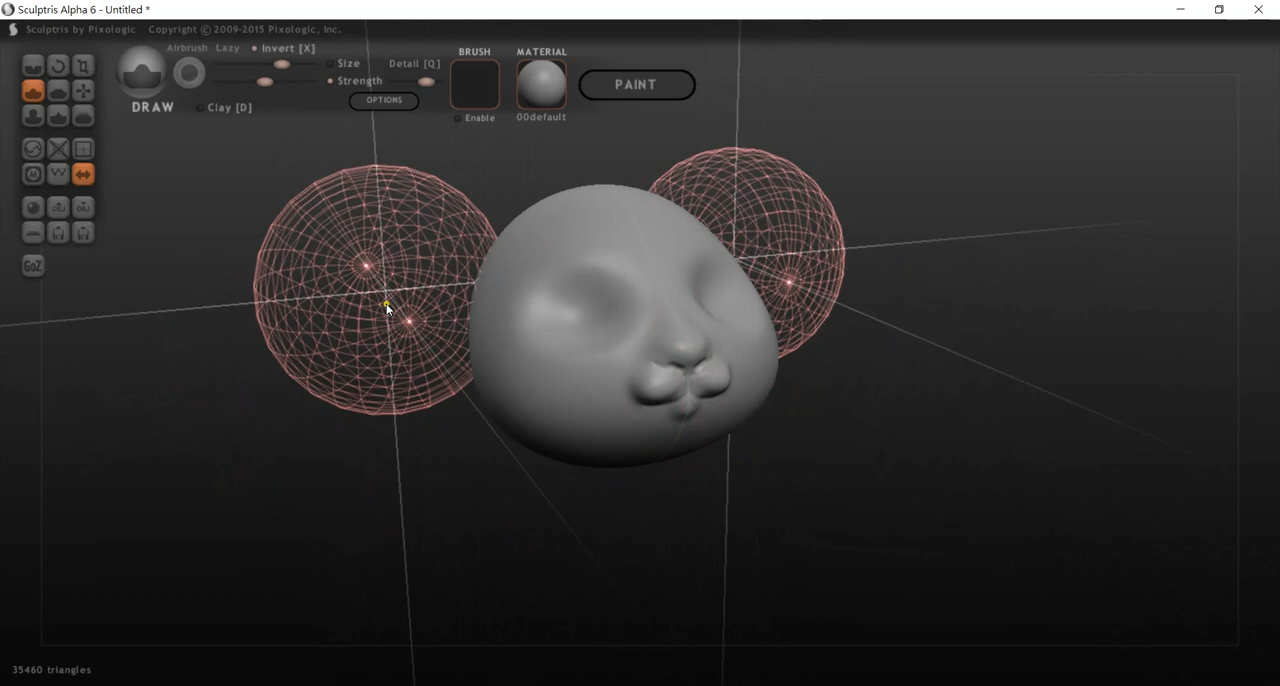 Sculptris Alpha 6 - Untitled *
Sculptris by Pixologic Copyright © 2009-2015 Pixologic, Inc.
Airbrush Lazy Invert [X]
Size Detail [Q]
Strength
OPTIONS
DRAW Clay [D]
BRUSH
Enable
MATERIAL
00default
PAINT
GoZ
35460 triangles